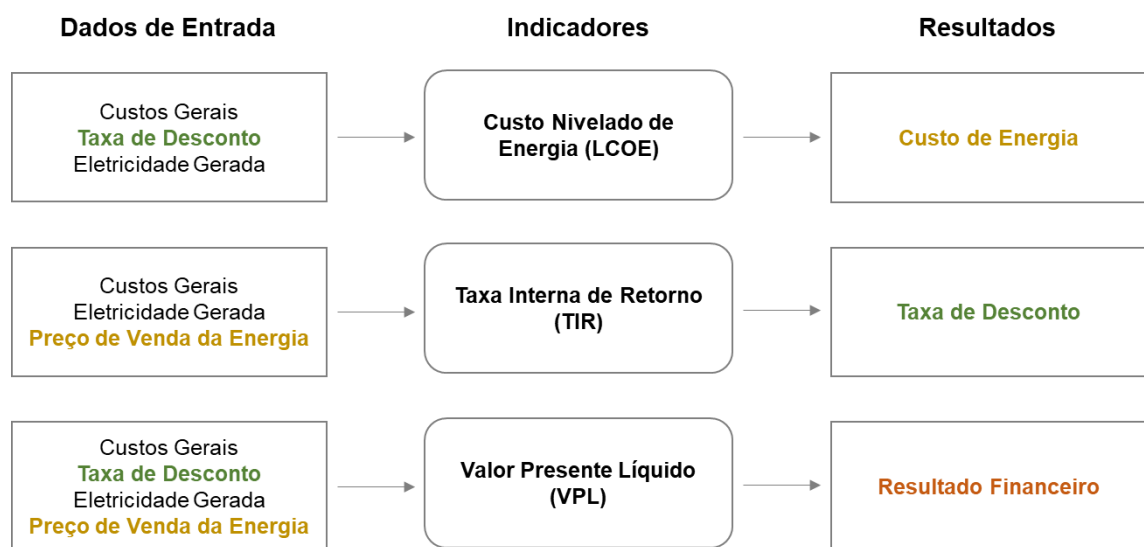 Dados de Entrada
Indicadores
Resultados
Custos Gerais
Taxa de Desconto
Eletricidade Gerada
Custo Nivelado de
Energia (LCOE)
Custo de Energia
Custos Gerais
Eletricidade Gerada
Preço de Venda da Energia
Taxa Interna de Retorno
(TIR)
Taxa de Desconto
Custos Gerais
Taxa de Desconto
Eletricidade Gerada
Preço de Venda da Energia
Valor Presente Líquido
(VPL)
Resultado Financeiro